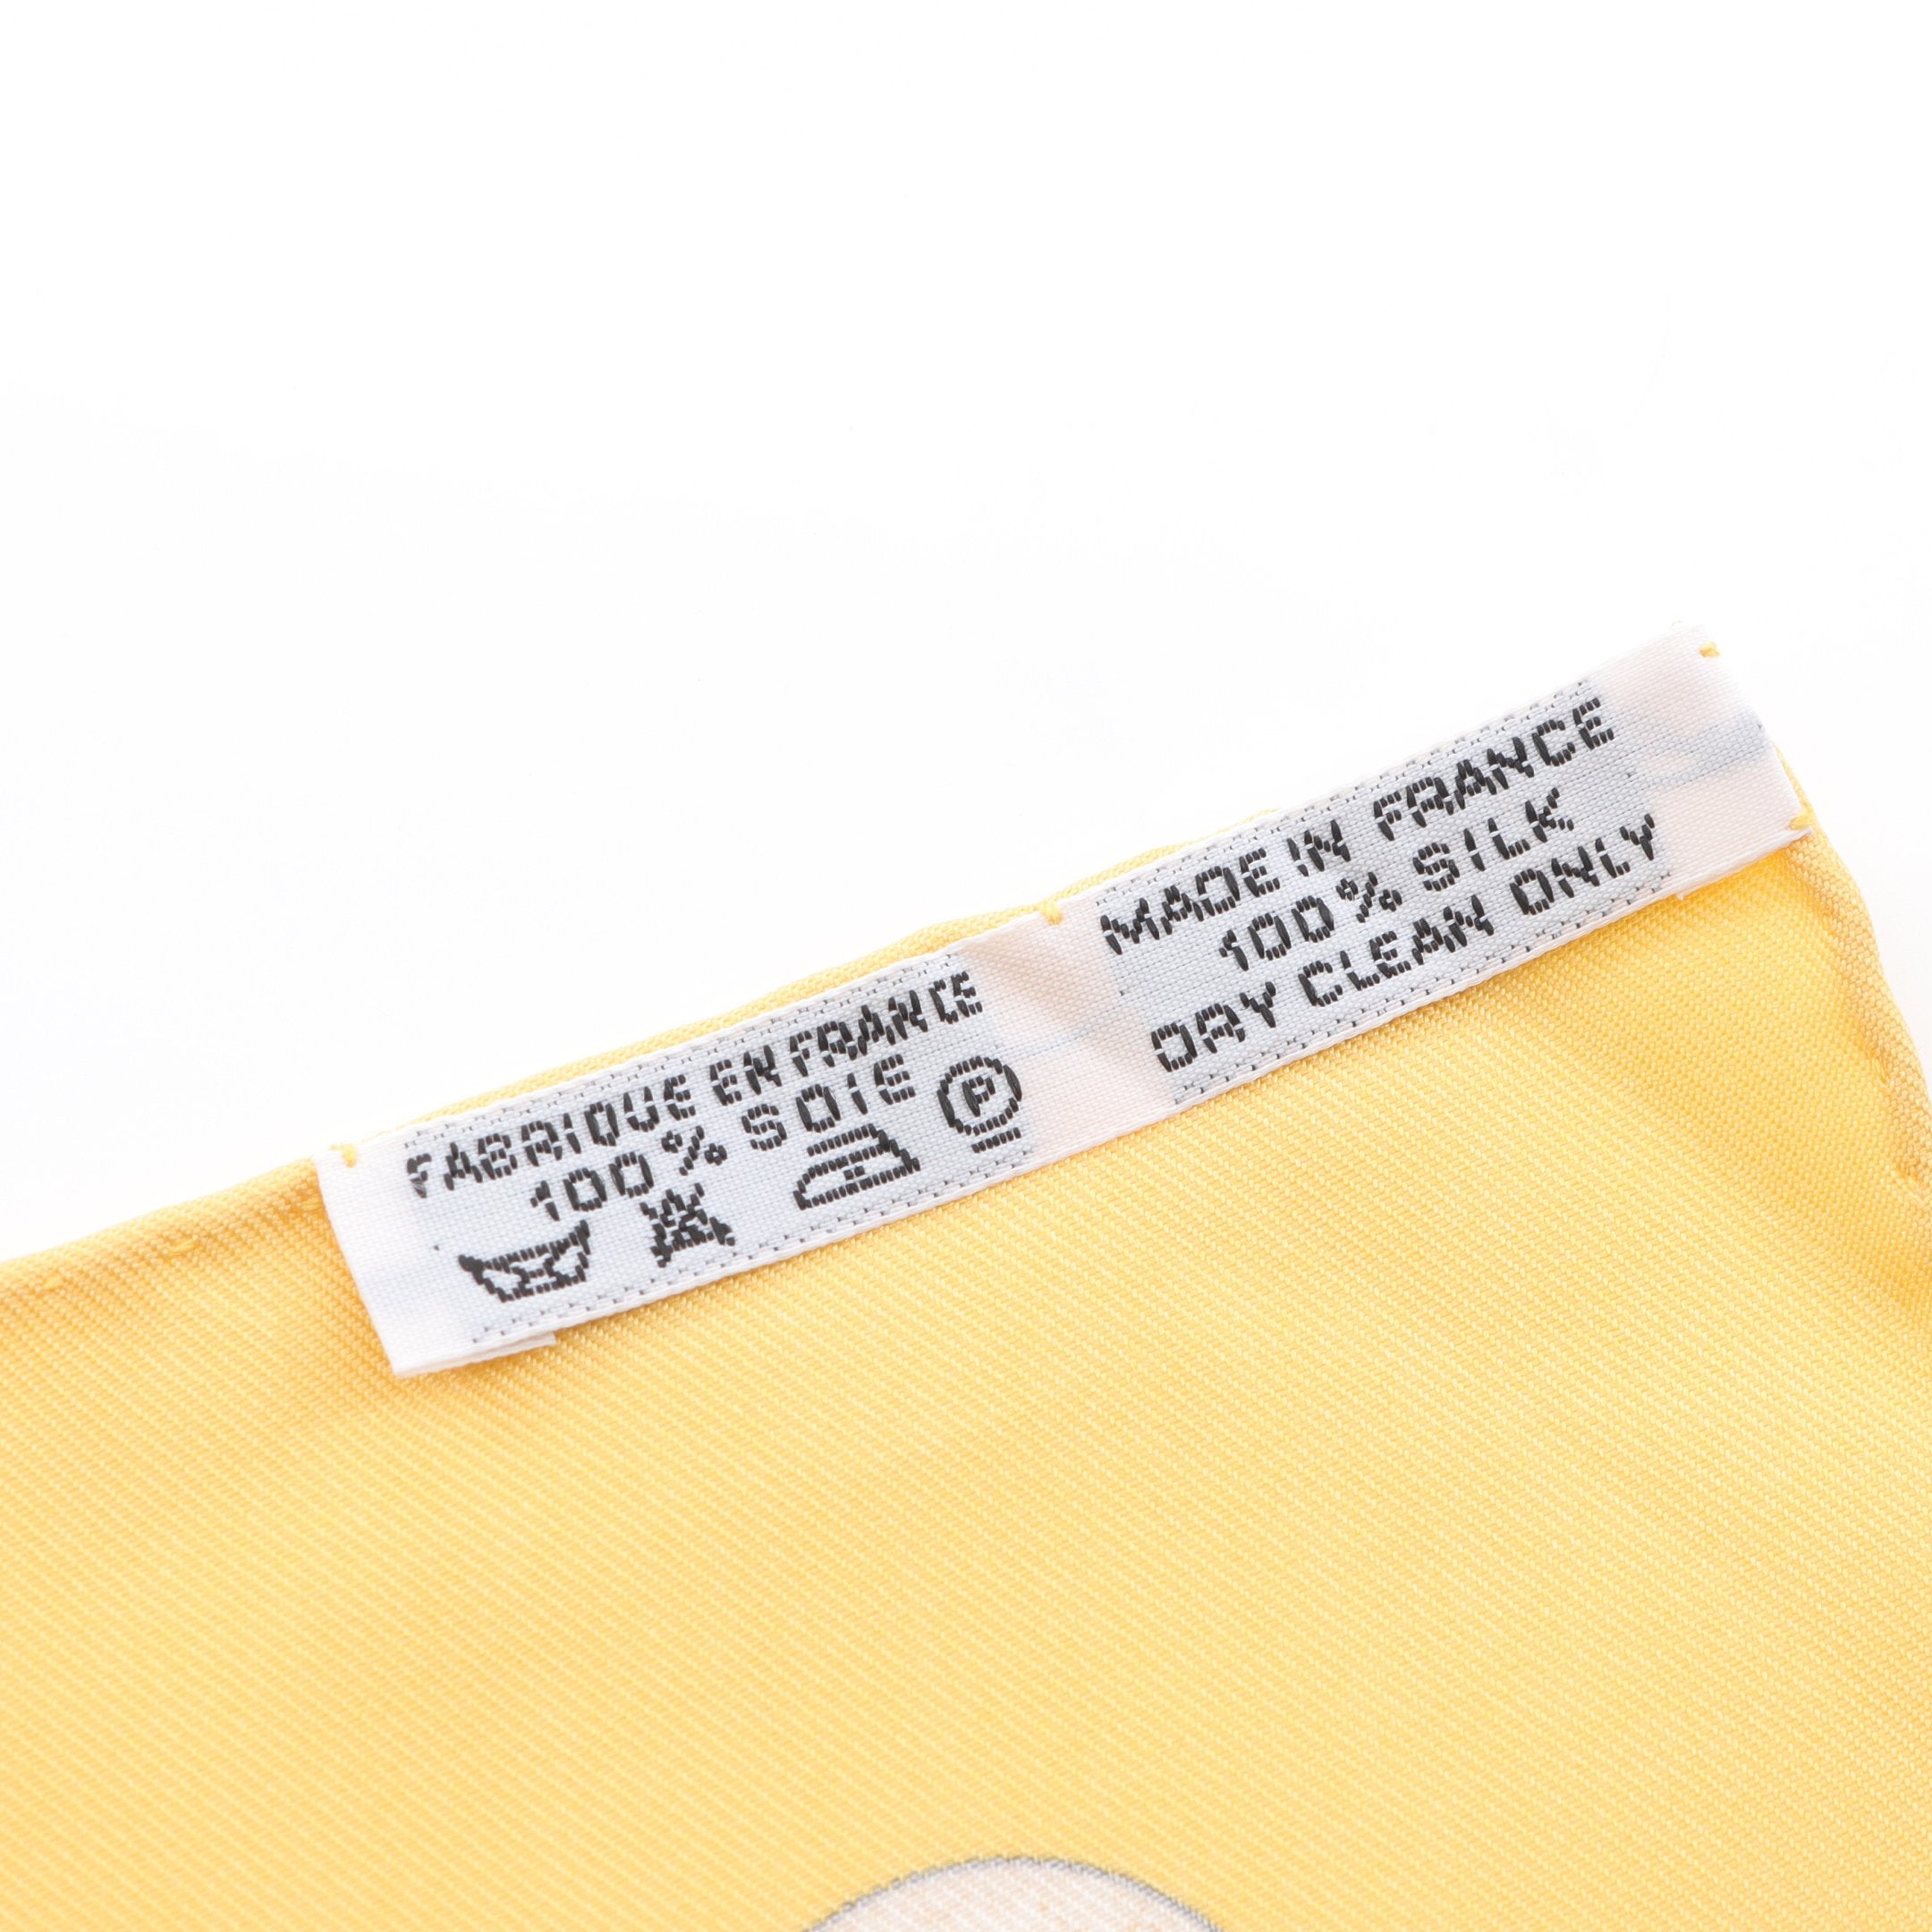 FABRIQUE EN FRANCE
100% SOIE
P
MADE IN FRANCE
100% SILK
DRY CLEAN ONLY